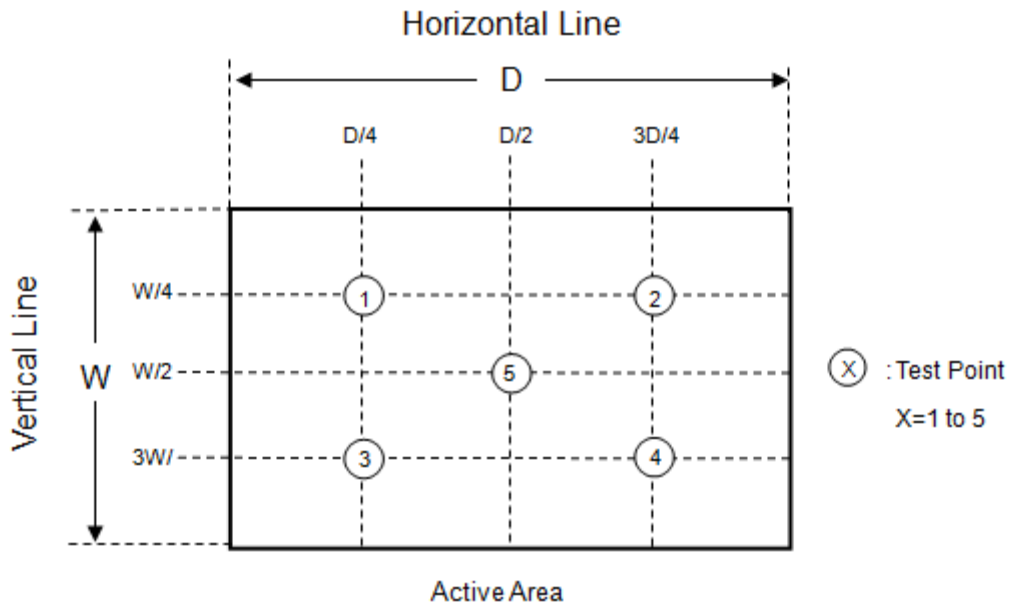 Horizontal Line
D
D/4 D/2 3D/4
Vertical Line
W
W/4
1 2
W/2
5
X : Test Point
X=1 to 5
3W/
3 4
Active Area